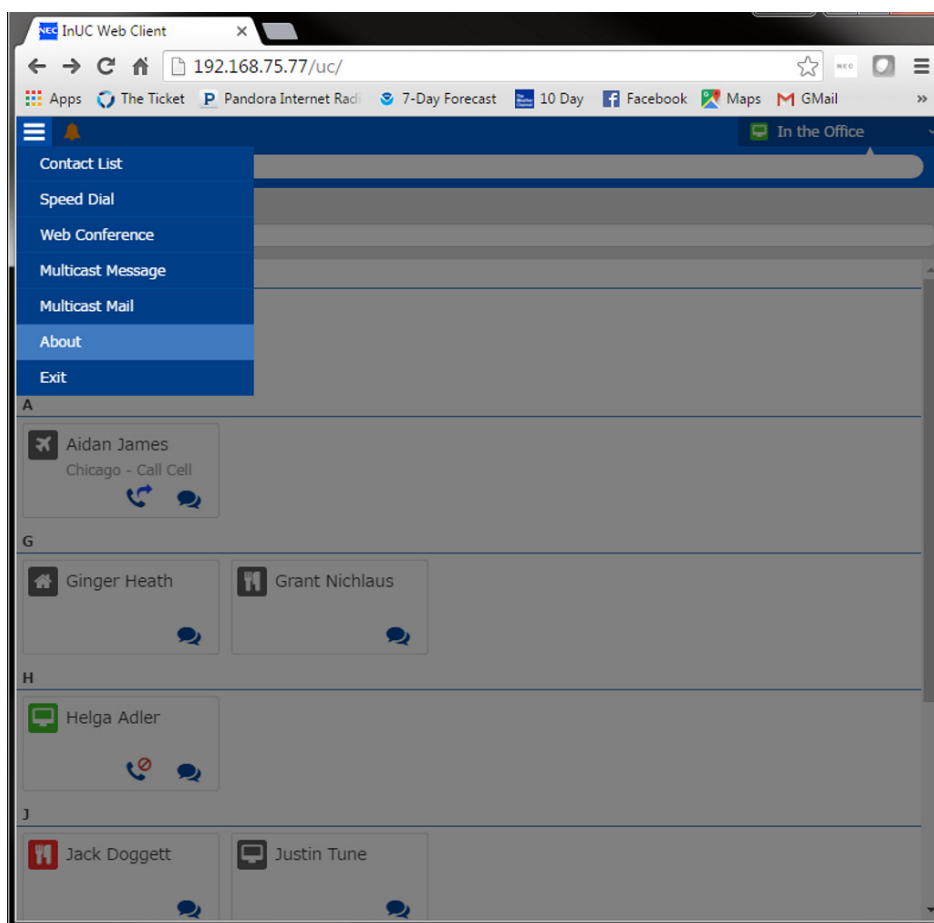 NEC InUC Web Client
192.168.75.77/uc/
NEC
Apps The Ticket P Pandora Internet Radi 7-Day Forecast 10 Day Facebook Maps GMail »
In the Office
Contact List
Speed Dial
Web Conference
Multicast Message
Multicast Mail
About
Exit
A
Aidan James
Chicago - Call Cell
G
Ginger Heath
Grant Nichlaus
H
Helga Adler
J
Jack Doggett
Justin Tune